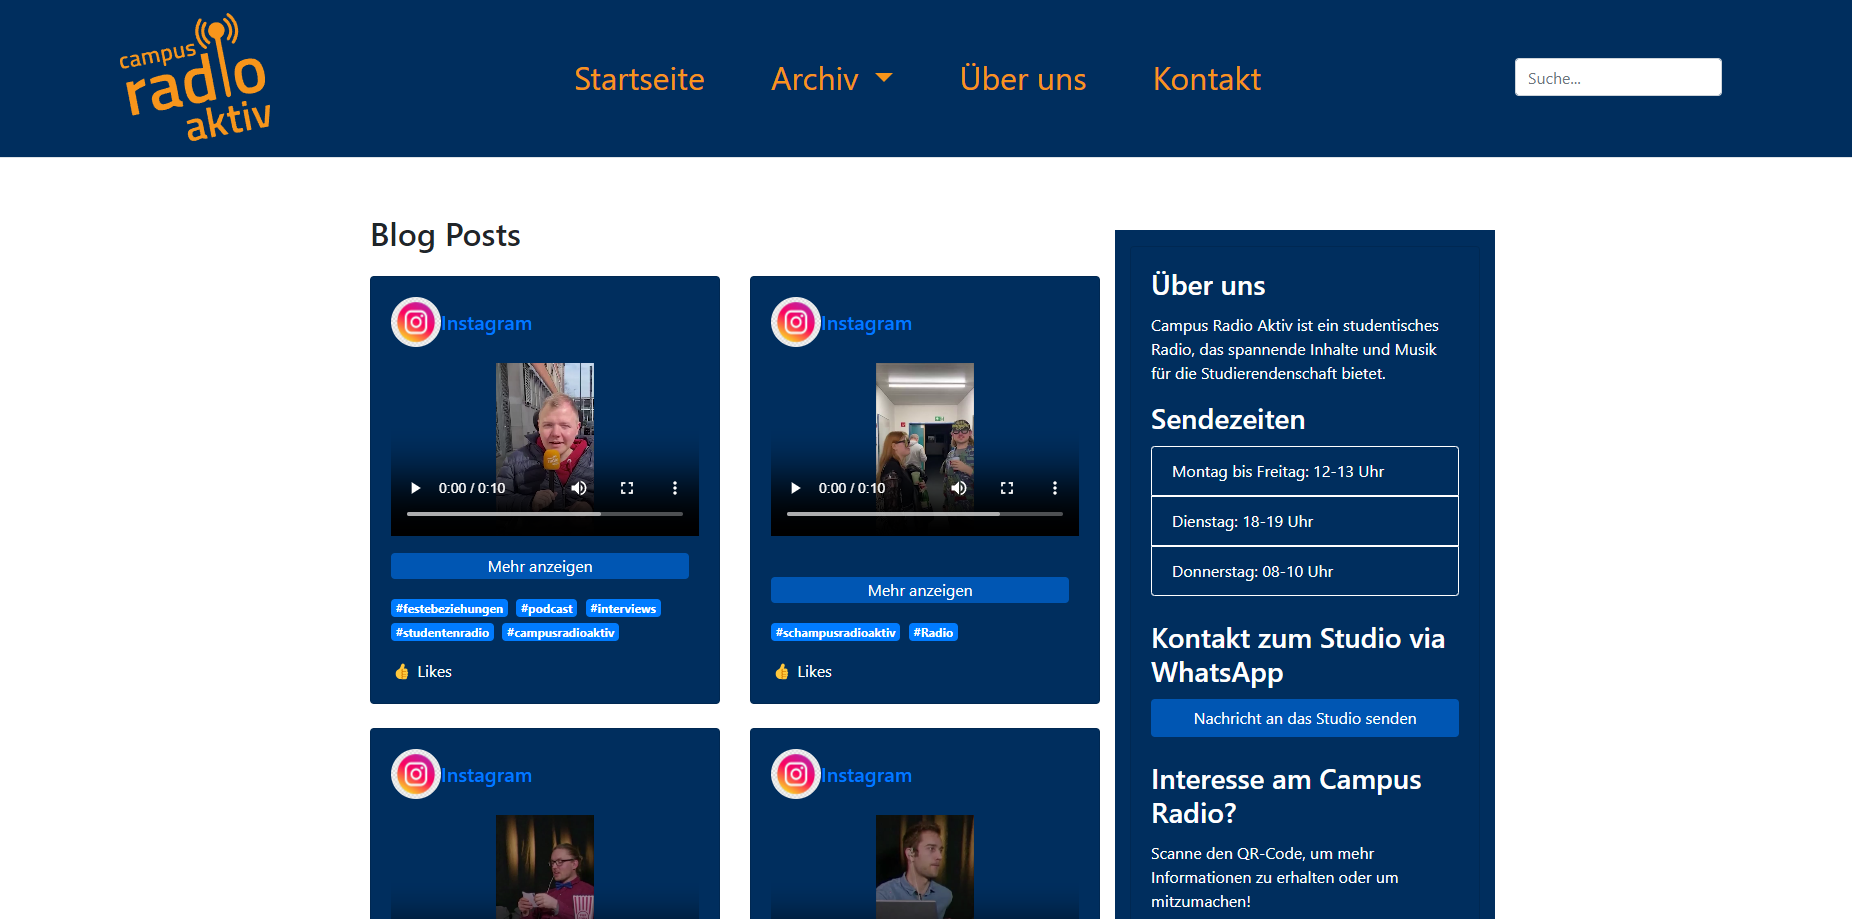 campus
radio
aktiv
Startseite
Archiv
Über uns
Kontakt
Suche...
Blog Posts
Instagram
0:00 / 0:10
Mehr anzeigen
#festebeziehungen #podcast #interviews
#studentenradio #campusradioaktiv
👍 Likes
Instagram
0:00 / 0:10
Mehr anzeigen
#schampusradioaktiv #Radio
👍 Likes
Instagram
Instagram
Über uns
Campus Radio Aktiv ist ein studentisches
Radio, das spannende Inhalte und Musik
für die Studierendenschaft bietet.
Sendezeiten
Montag bis Freitag: 12-13 Uhr
Dienstag: 18-19 Uhr
Donnerstag: 08-10 Uhr
Kontakt zum Studio via
WhatsApp
Nachricht an das Studio senden
Interesse am Campus
Radio?
Scanne den QR-Code, um mehr
Informationen zu erhalten oder um
mitzumachen!